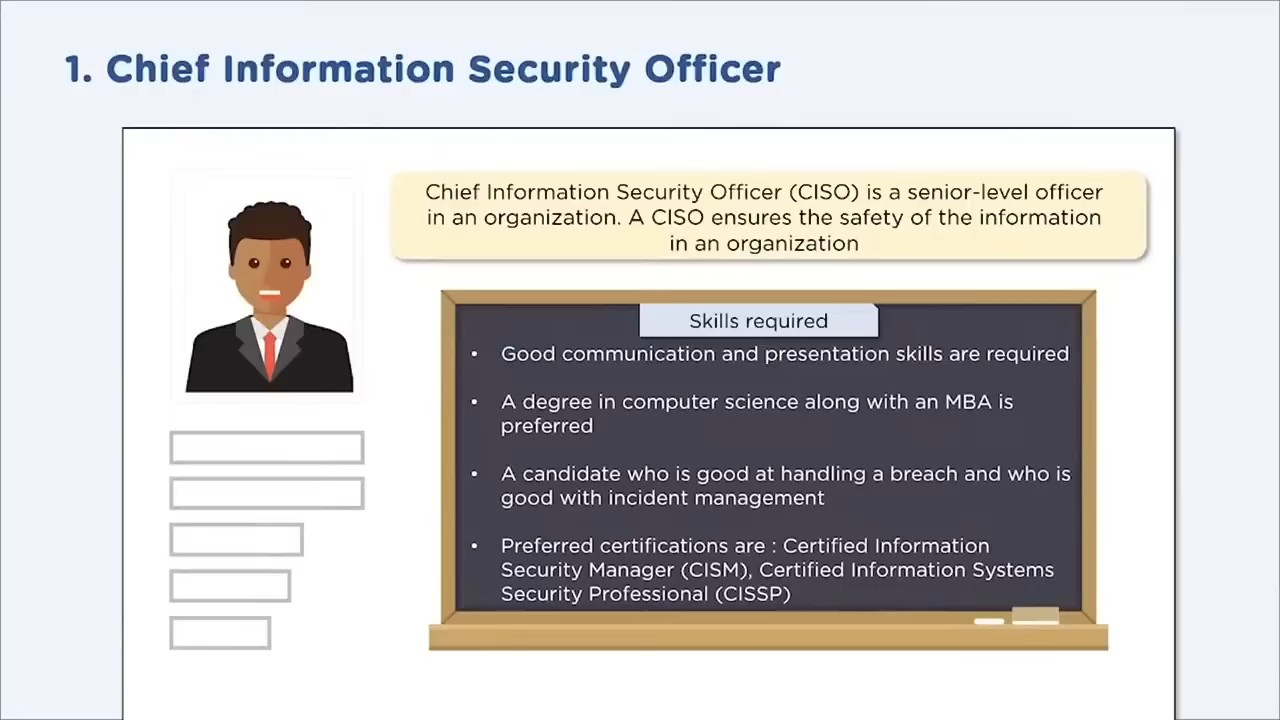 1. Chief Information Security Officer
Chief Information Security Officer (CISO) is a senior-level officer
in an organization. A CISO ensures the safety of the information
in an organization
Skills required
• Good communication and presentation skills are required
• A degree in computer science along with an MBA is
preferred
• A candidate who is good at handling a breach and who is
good with incident management
• Preferred certifications are : Certified Information
Security Manager (CISM), Certified Information Systems
Security Professional (CISSP)